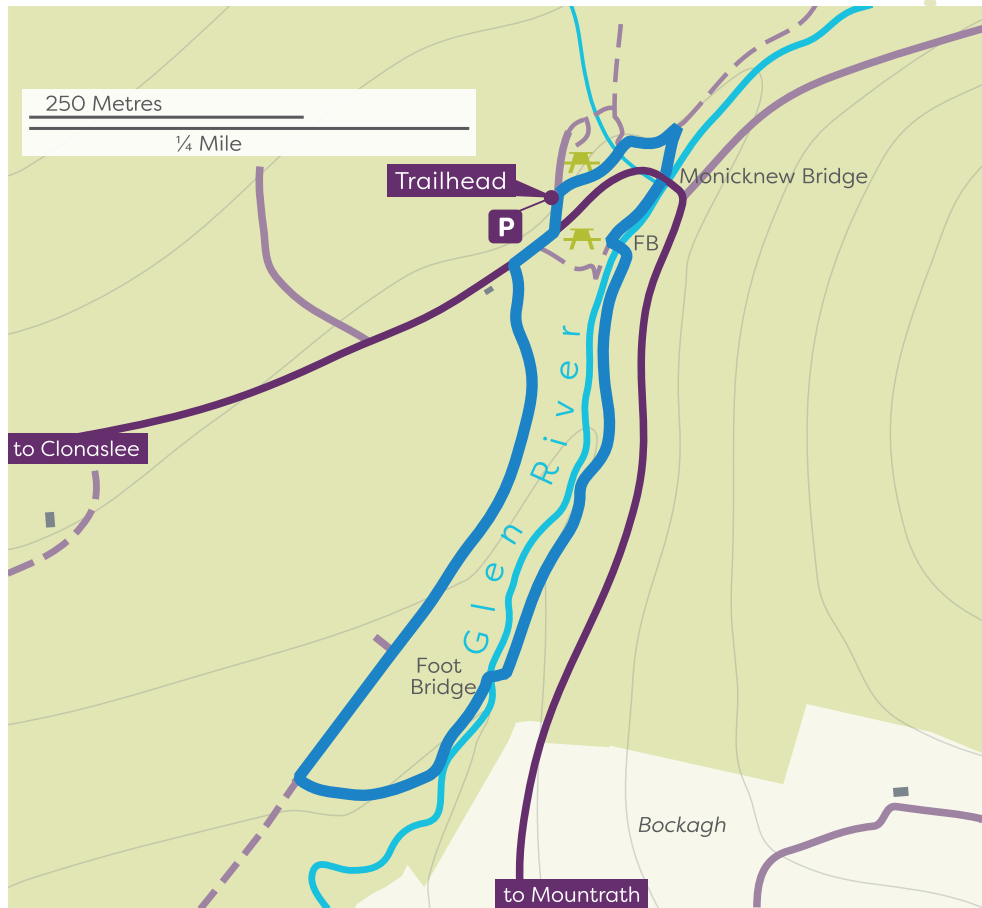 250 Metres
¼ Mile
Trailhead
P
Monicknew Bridge
FB
to Clonaslee
Glen River
Foot
Bridge
Bockagh
to Mountrath